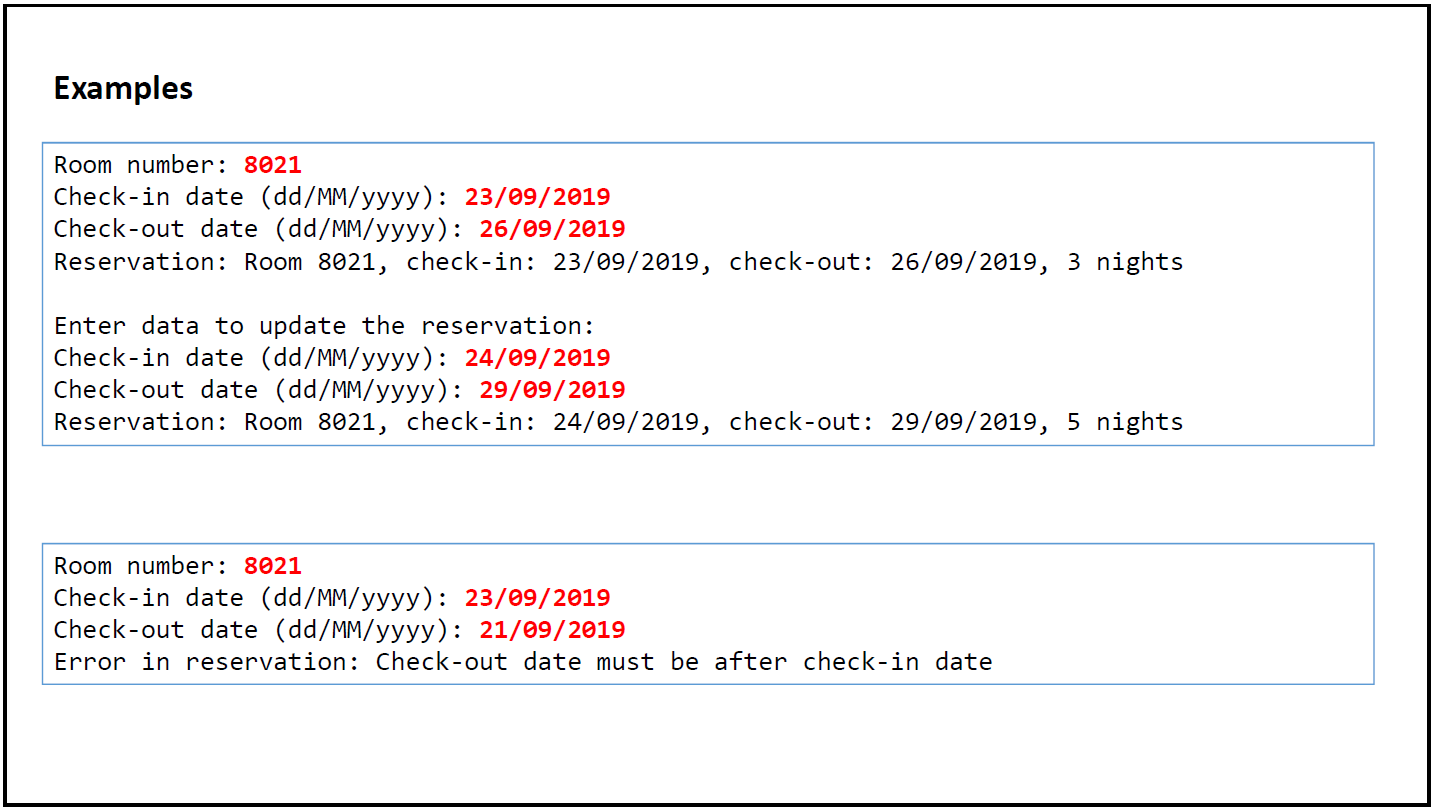 Examples
Room number: 8021
Check-in date (dd/MM/yyyy): 23/09/2019
Check-out date (dd/MM/yyyy): 26/09/2019
Reservation: Room 8021, check-in: 23/09/2019, check-out: 26/09/2019, 3 nights
Enter data to update the reservation:
Check-in date (dd/MM/yyyy): 24/09/2019
Check-out date (dd/MM/yyyy): 29/09/2019
Reservation: Room 8021, check-in: 24/09/2019, check-out: 29/09/2019, 5 nights
Room number: 8021
Check-in date (dd/MM/yyyy): 23/09/2019
Check-out date (dd/MM/yyyy): 21/09/2019
Error in reservation: Check-out date must be after check-in date